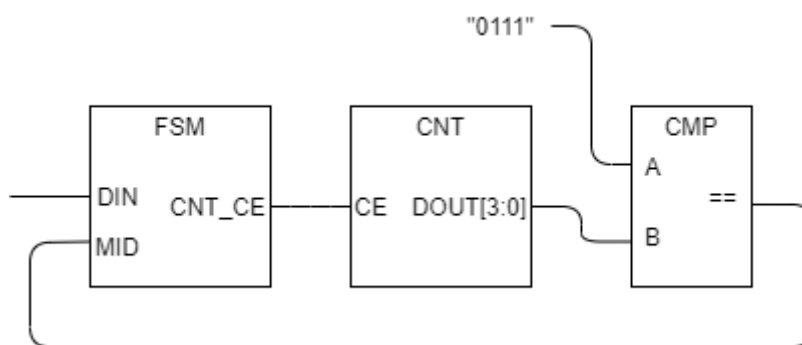 "0111"
FSM
CNT
CMP
DIN
CNT_CE
MID
CE
DOUT[3:0]
A
==
B